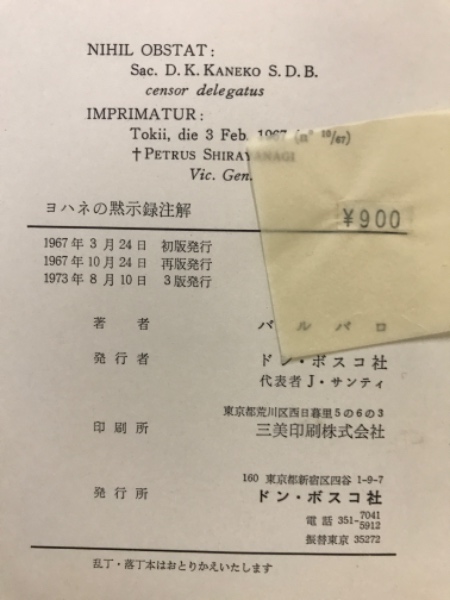 NIHIL OBSTAT:
Sac. D. K. KANEKO S. D. B.
censor delegatus
IMPRIMATUR:
Tokii, die 3 Feb. 1967 (n° 10/67)
† PETRUS SHIRAYANAGI
Vic. Gen.
ヨハネの黙示録注解
¥900
1967年3月24日 初版発行
1967年10月24日 再版発行
1973年8月10日 3版発行
著者 バルバロ
発行者 ドン・ボスコ社
代表者 J・サンティ
東京都荒川区西日暮里5の6の3
印刷所 三美印刷株式会社
160 東京都新宿区四谷 1-9-7
発行所 ドン・ボスコ社
電話 351-7041
5912
振替東京 35272
乱丁・落丁本はおとりかえいたします